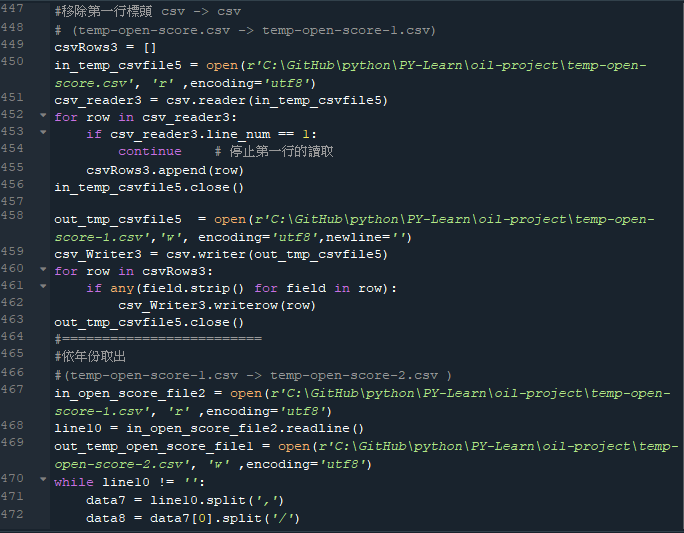 447 #移除第一行標頭 csv -> csv
448 # (temp-open-score.csv -> temp-open-score-1.csv)
449 csvRows3 = []
450 in_temp_csvfile5 = open(r'C:\GitHub\python\PY-Learn\oil-project\temp-open-
score.csv', 'r' ,encoding='utf8')
451 csv_reader3 = csv.reader(in_temp_csvfile5)
452 for row in csv_reader3:
453     if csv_reader3.line_num == 1:
454         continue    # 停止第一行的讀取
455     csvRows3.append(row)
456 in_temp_csvfile5.close()
457
458 out_tmp_csvfile5  = open(r'C:\GitHub\python\PY-Learn\oil-project\temp-open-
score-1.csv','w', encoding='utf8',newline='')
459 csv_Writer3 = csv.writer(out_tmp_csvfile5)
460 for row in csvRows3:
461     if any(field.strip() for field in row):
462         csv_Writer3.writerow(row)
463 out_tmp_csvfile5.close()
464 #=========================
465 #依年份取出
466 #(temp-open-score-1.csv -> temp-open-score-2.csv )
467 in_open_score_file2 = open(r'C:\GitHub\python\PY-Learn\oil-project\temp-open-
score-1.csv', 'r' ,encoding='utf8')
468 line10 = in_open_score_file2.readline()
469 out_temp_open_score_file1 = open(r'C:\GitHub\python\PY-Learn\oil-project\temp-
open-score-2.csv', 'w' ,encoding='utf8')
470 while line10 != '':
471     data7 = line10.split(',')
472     data8 = data7[0].split('/')